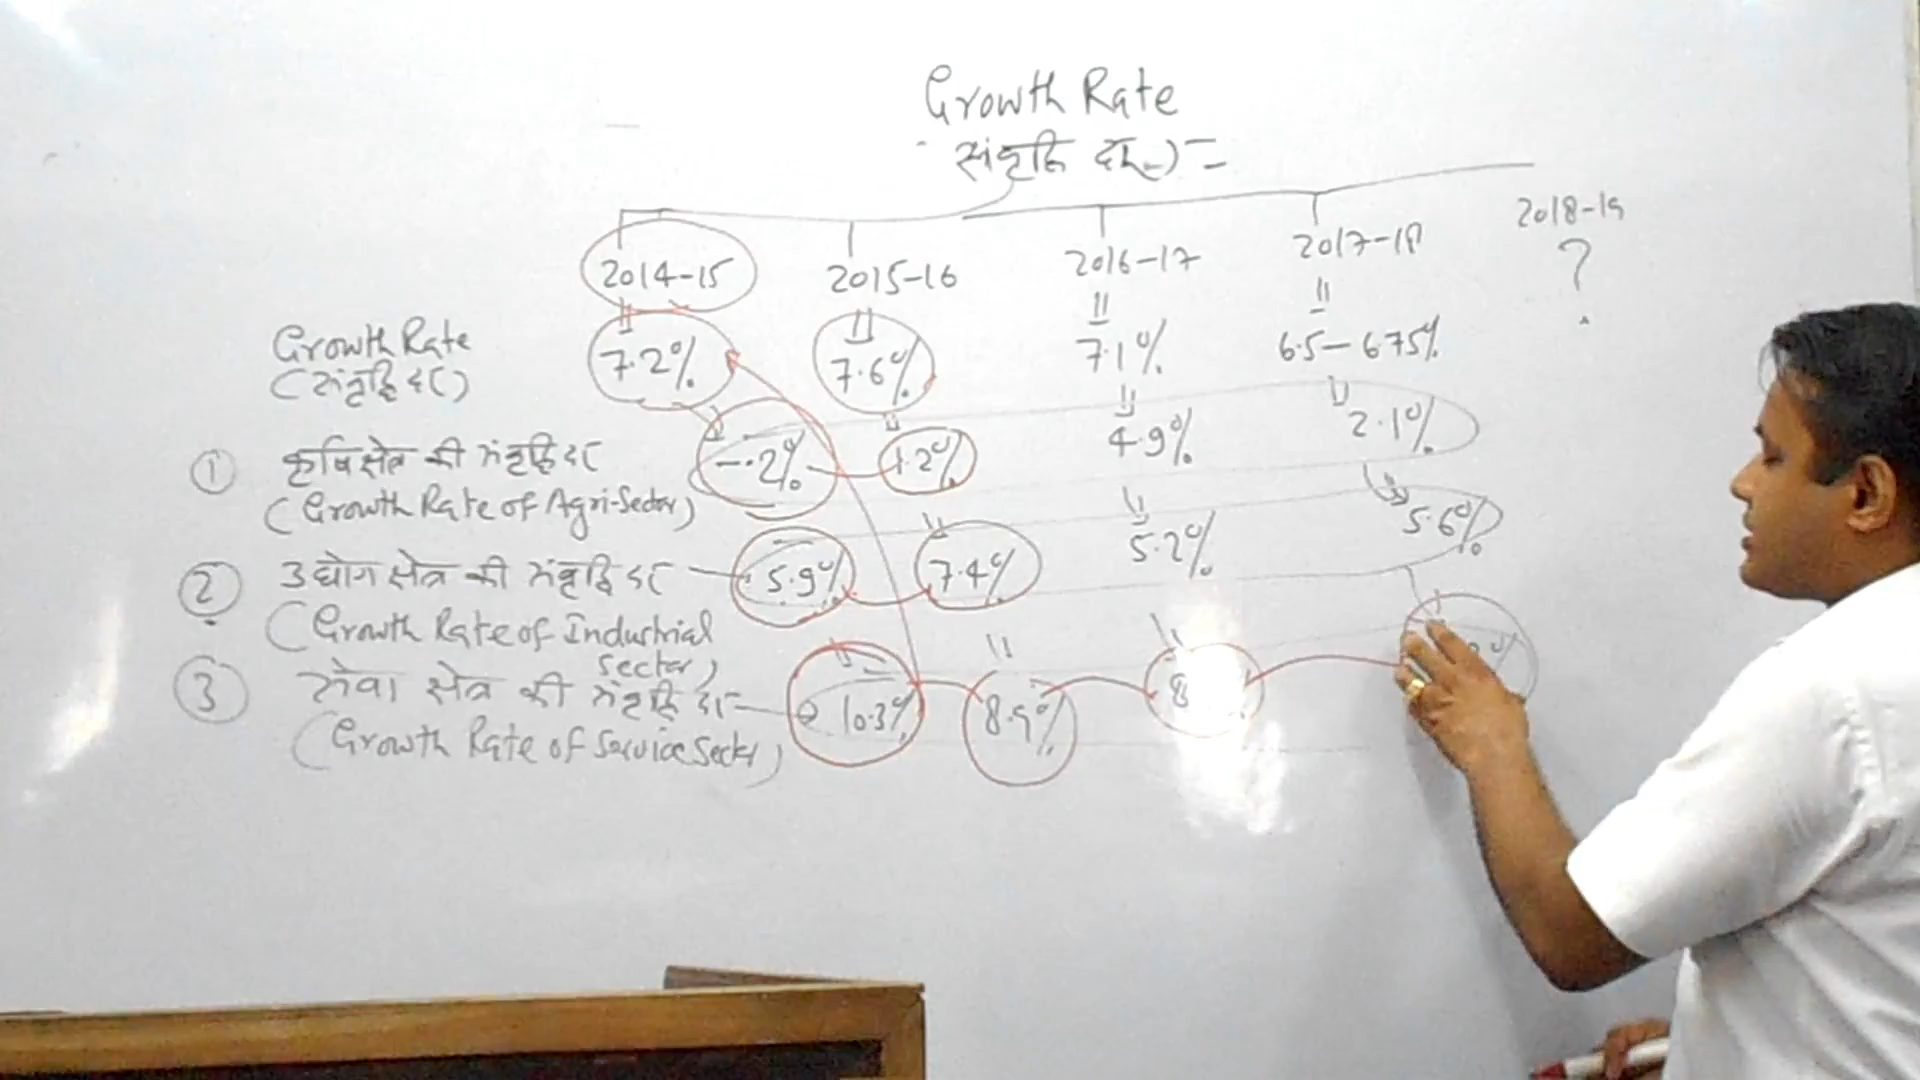 Growth Rate
संवृद्धि दर =
2014-15 2015-16 2016-17 2017-18 2018-19
?
Growth Rate 7.2% 7.6% 7.1% 6.5-6.75%
(संवृद्धि दर)
① कृषि क्षेत्र की संवृद्धि दर -.2% 1.2% 4.9% 2.1%
(Growth Rate of Agri-Sector)
② उद्योग क्षेत्र की संवृद्धि दर 5.9% 7.4% 5.2% 5.6%
(Growth Rate of Industrial Sector)
③ सेवा क्षेत्र की संवृद्धि दर 10.3% 8.9% 8
(Growth Rate of Service Sector)